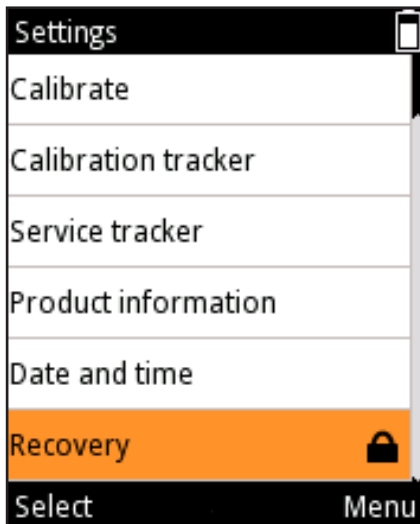 Settings
Calibrate
Calibration tracker
Service tracker
Product information
Date and time
Recovery
Select Menu